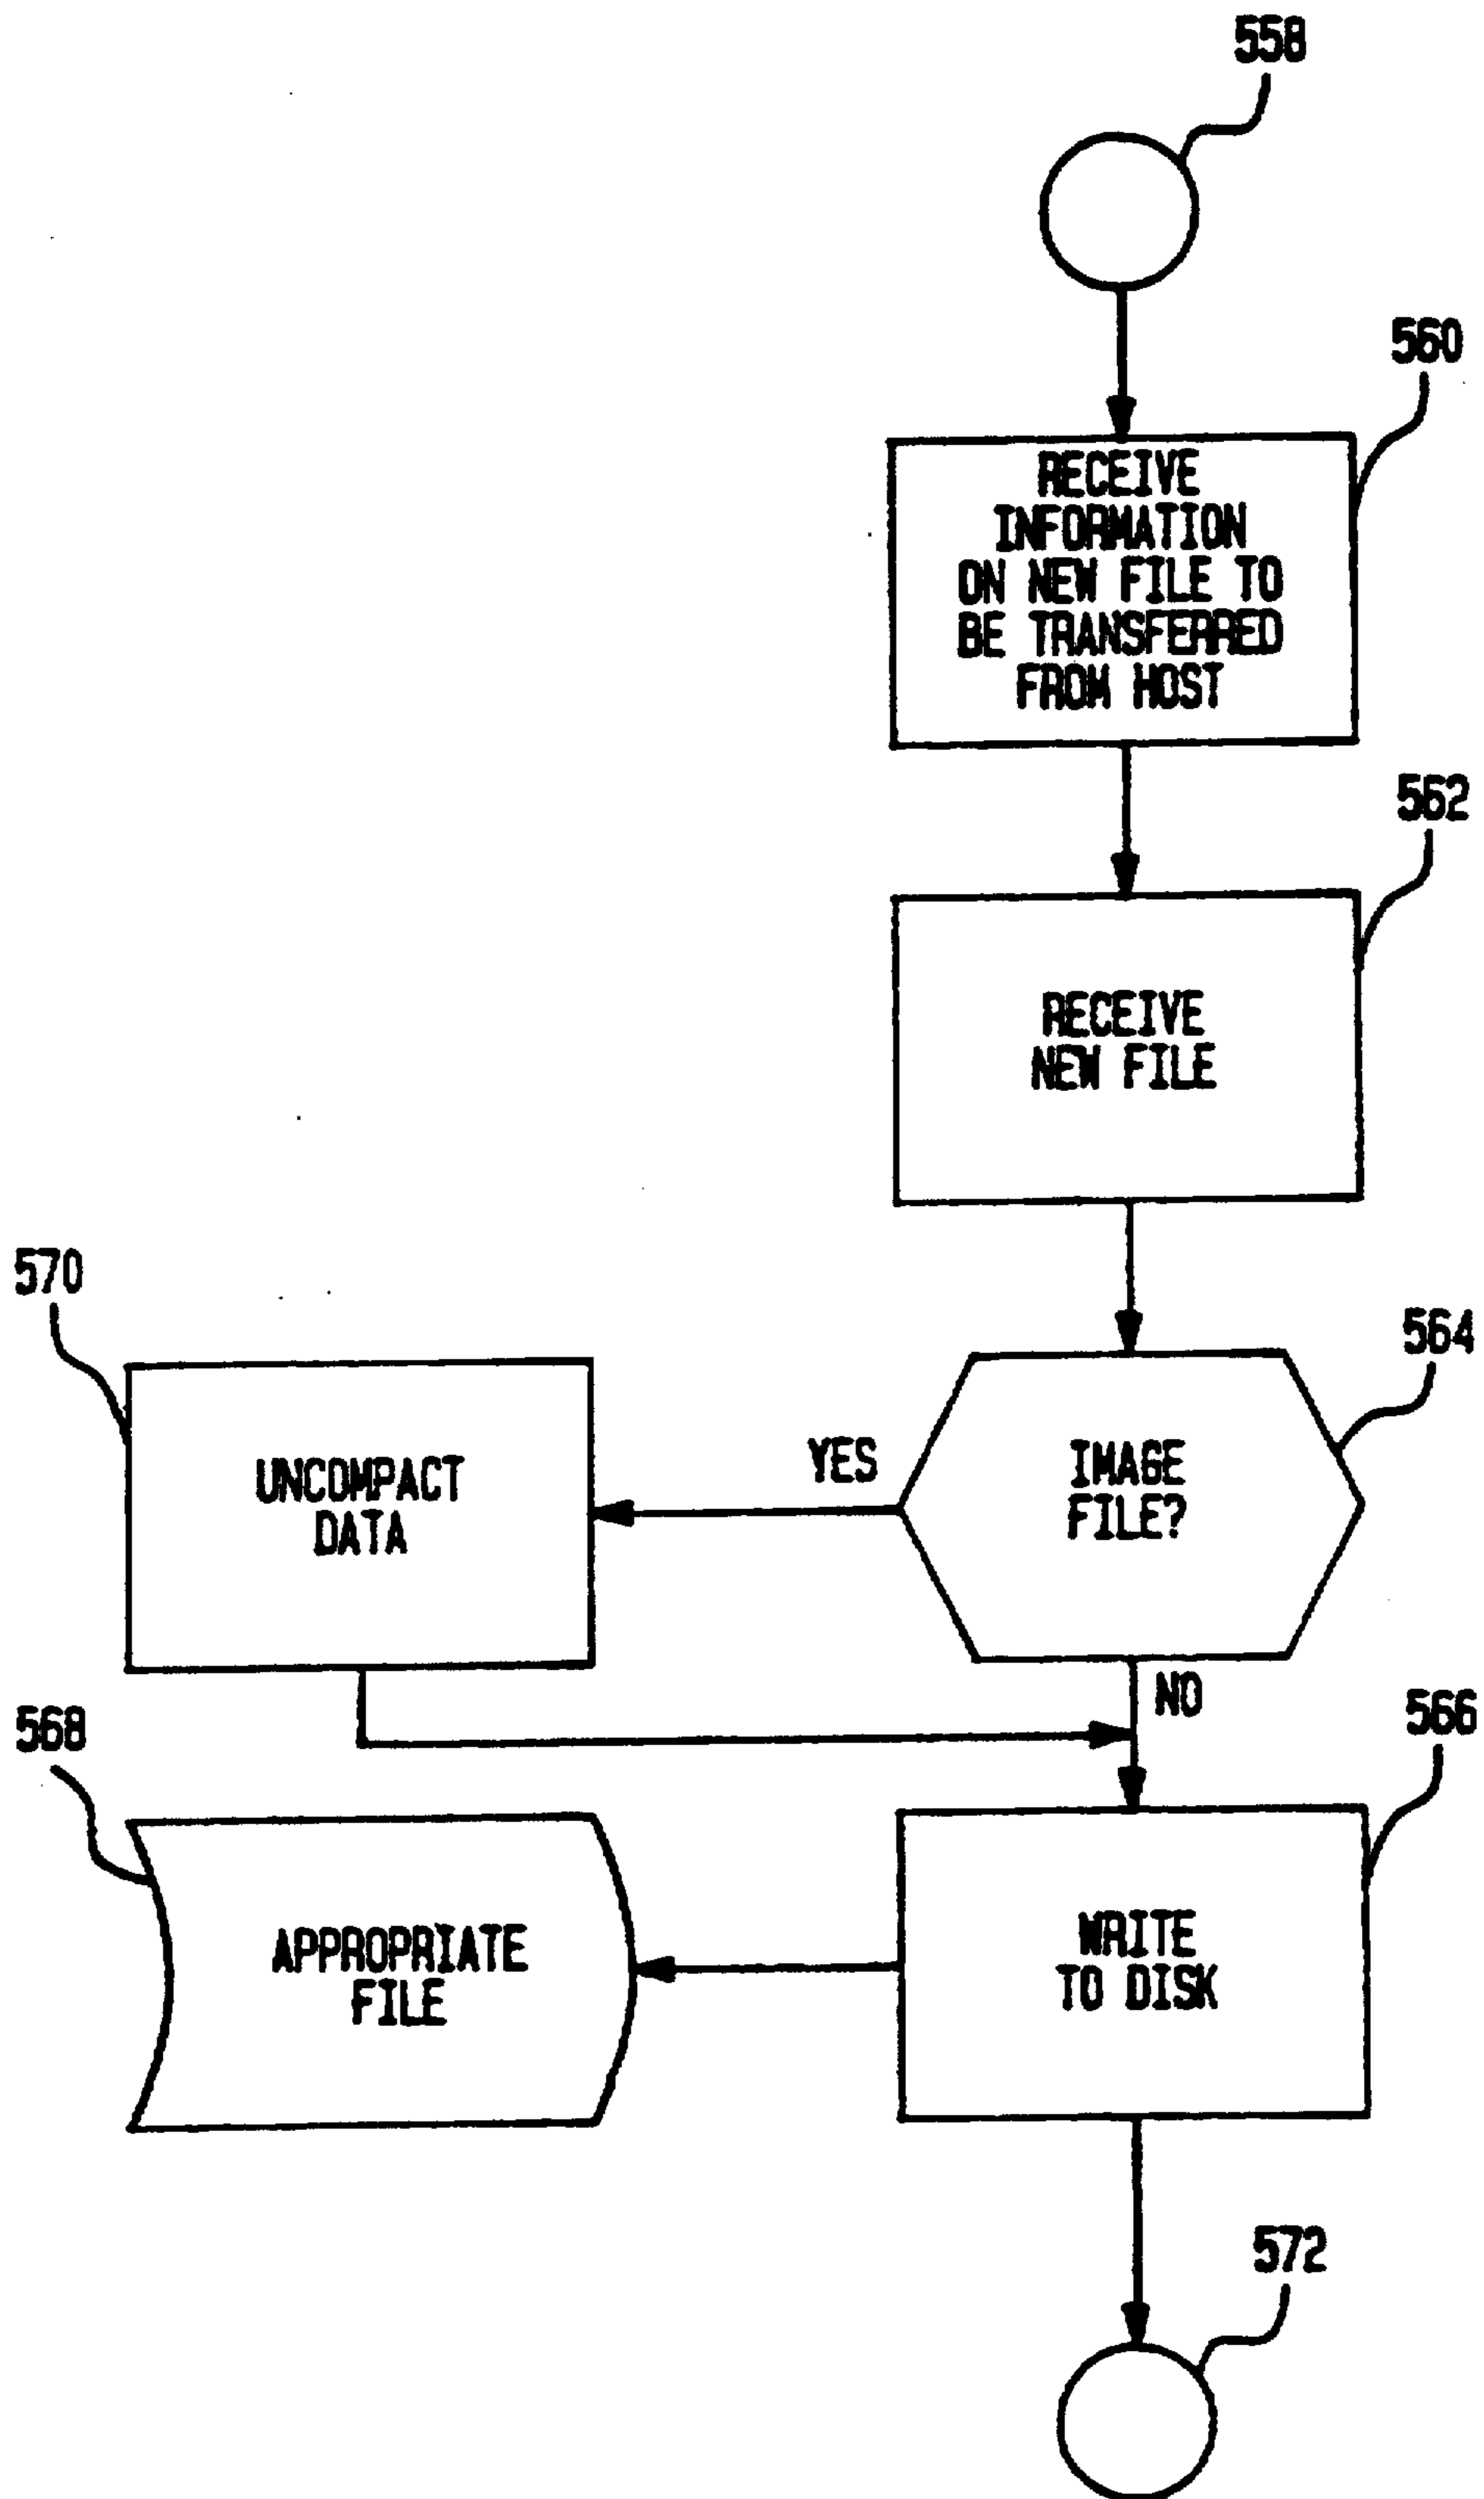 558
560
RECEIVE
INFORMATION
ON NEW FILE TO
BE TRANSFERRED
FROM HOST
562
RECEIVE
NEW FILE
570
564
UNCOMPACT
DATA
YES
IMAGE
FILE?
NO
568
566
APPROPRIATE
FILE
WRITE
TO DISK
572